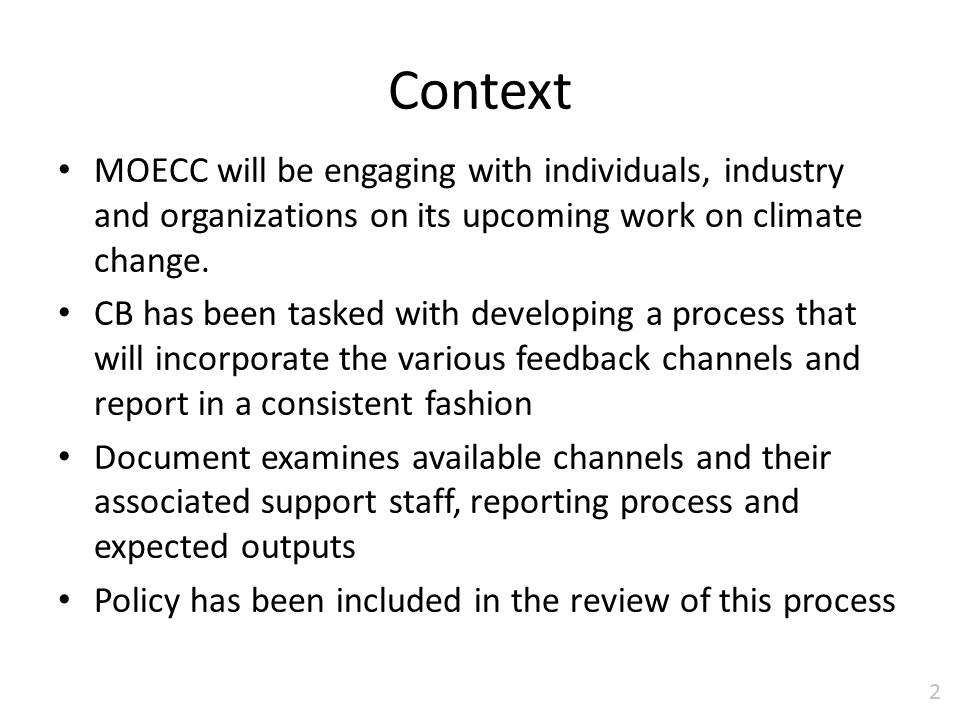 Context
• MOECC will be engaging with individuals, industry
and organizations on its upcoming work on climate
change.
• CB has been tasked with developing a process that
will incorporate the various feedback channels and
report in a consistent fashion
• Document examines available channels and their
associated support staff, reporting process and
expected outputs
• Policy has been included in the review of this process
2